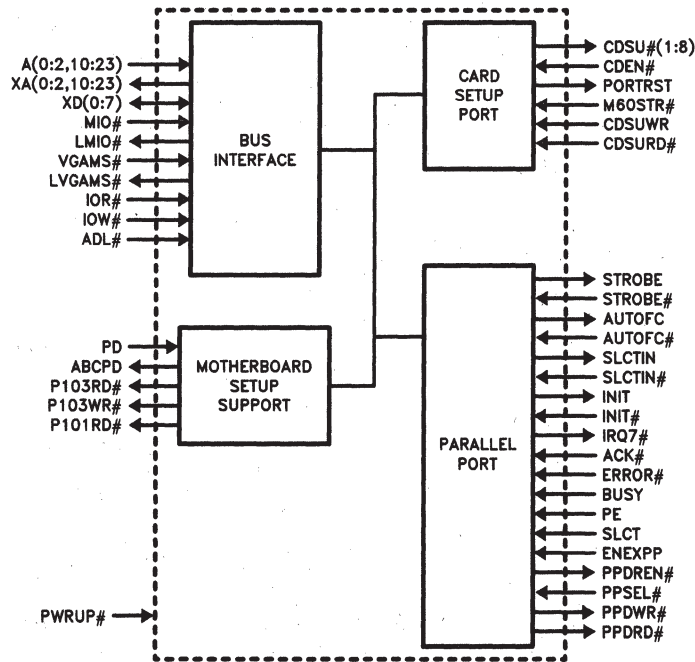 A(0:2,10:23)
XA(0:2,10:23)
XD(0:7)
MIO#
LMIO#
VGAMS#
LVGAMS#
IOR#
IOW#
ADL#
BUS
INTERFACE
CARD
SETUP
PORT
CDSU#(1:8)
CDEN#
PORTRST
M60STR#
CDSUWR
CDSURD#
PD
ABCPD
P103RD#
P103WR#
P101RD#
MOTHERBOARD
SETUP
SUPPORT
PARALLEL
PORT
STROBE
STROBE#
AUTOFC
AUTOFC#
SLCTIN
SLCTIN#
INIT
INIT#
IRQ7#
ACK#
ERROR#
BUSY
PE
SLCT
ENEXPP
PPDREN#
PPSEL#
PPDWR#
PPDRD#
PWRUP#